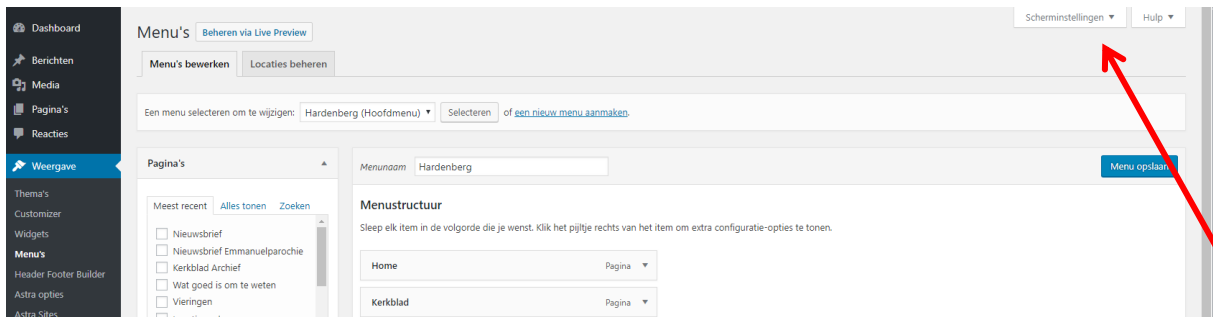 Dashboard
Berichten
Media
Pagina's
Reacties
Weergave
Thema's
Customizer
Widgets
Menu's
Header Footer Builder
Astra opties
Astra Sites
Scherminstellingen ▼
Hulp ▼
Menu's Beheren via Live Preview
Menu's bewerken Locaties beheren
Een menu selecteren om te wijzigen: Hardenberg (Hoofdmenu) ▼ Selecteren of een nieuw menu aanmaken.
Pagina's
Meest recent Alles tonen Zoeken
Nieuwsbrief
Nieuwsbrief Emmanuelparochie
Kerkblad Archief
Wat goed is om te weten
Vieringen
Menunaam Hardenberg
Menu opslaan
Menustructuur
Sleep elk item in de volgorde die je wenst. Klik het pijltje rechts van het item om extra configuratie-opties te tonen.
Home Pagina ▼
Kerkblad Pagina ▼